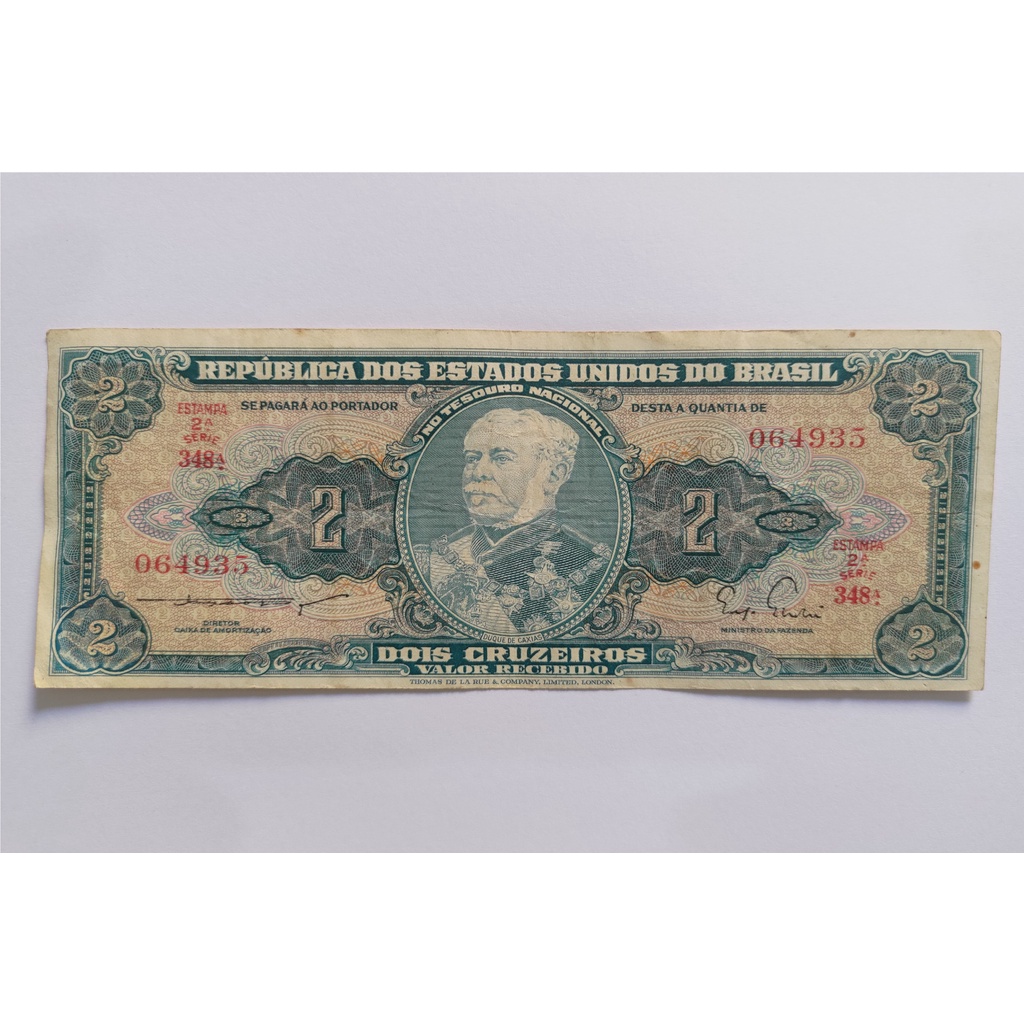 REPÚBLICA DOS ESTADOS UNIDOS DO BRASIL
2
2
ESTAMPA
2ª
SÉRIE
348ª
SE PAGARÁ AO PORTADOR
NO TESOURO NACIONAL
DESTA A QUANTIA DE
064935
2
2
2
2
064935
ESTAMPA
2ª
SÉRIE
348ª
DIRETOR
CAIXA DE AMORTIZAÇÃO
MINISTRO DA FAZENDA
DUQUE DE CAXIAS
2
2
DOIS CRUZEIROS
VALOR RECEBIDO
THOMAS DE LA RUE & COMPANY, LIMITED, LONDON.